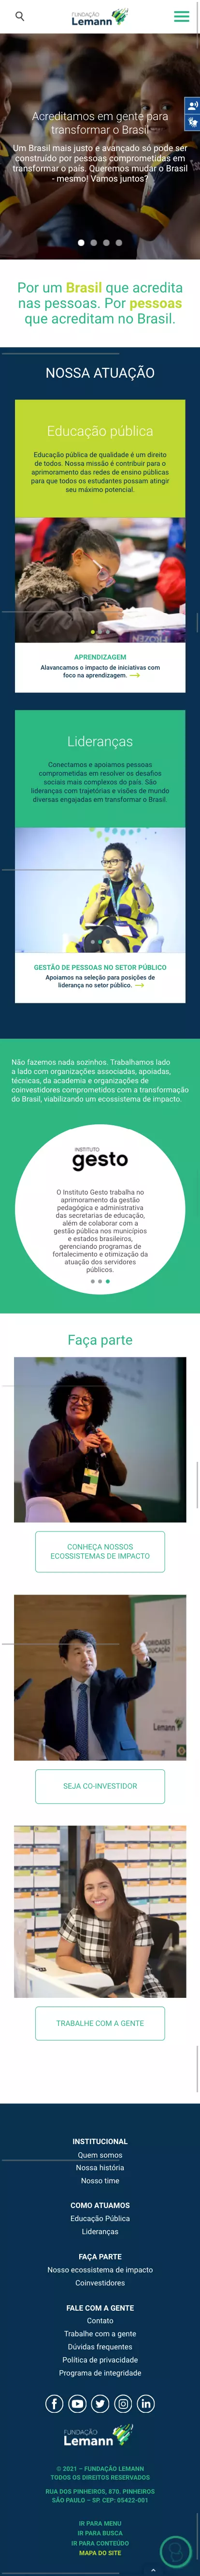 FUNDAÇÃO
Lemann
Acreditamos em gente para
transformar o Brasil
Um Brasil mais justo e avançado só pode ser
construído por pessoas comprometidas em
transformar o país. Queremos mudar o Brasil
- mesmo! Vamos juntos?
Por um Brasil que acredita
nas pessoas. Por pessoas
que acreditam no Brasil.
NOSSA ATUAÇÃO
Educação pública
Educação pública de qualidade é um direito
de todos. Nossa missão é contribuir para o
aprimoramento das redes de ensino públicas
para que todos os estudantes possam atingir
seu máximo potencial.
APRENDIZAGEM
Alavancamos o impacto de iniciativas com
foco na aprendizagem.
Lideranças
Conectamos e apoiamos pessoas
comprometidas em resolver os desafios
sociais mais complexos do país. São
lideranças com trajetórias e visões de mundo
diversas engajadas em transformar o Brasil.
GESTÃO DE PESSOAS NO SETOR PÚBLICO
Apoiamos na seleção para posições de
liderança no setor público.
Não fazemos nada sozinhos. Trabalhamos lado
a lado com organizações associadas, apoiadas,
técnicas, da academia e organizações de
coinvestidores comprometidos com a transformação
do Brasil, viabilizando um ecossistema de impacto.
INSTITUTO
gesto
O Instituto Gesto trabalha no
aprimoramento da gestão
pedagógica e administrativa
das secretarias de educação,
além de colaborar com a
gestão pública nos municípios
e estados brasileiros,
gerenciando programas de
fortalecimento e otimização da
atuação dos servidores
públicos.
Faça parte
CONHEÇA NOSSOS
ECOSSISTEMAS DE IMPACTO
EDUCAÇÃO
Lemann
SEJA CO-INVESTIDOR
TRABALHE COM A GENTE
INSTITUCIONAL
Quem somos
Nossa história
Nosso time
COMO ATUAMOS
Educação Pública
Lideranças
FAÇA PARTE
Nosso ecossistema de impacto
Coinvestidores
FALE COM A GENTE
Contato
Trabalhe com a gente
Dúvidas frequentes
Política de privacidade
Programa de integridade
FUNDAÇÃO
Lemann
© 2021 – FUNDAÇÃO LEMANN
TODOS OS DIREITOS RESERVADOS
RUA DOS PINHEIROS, 870. PINHEIROS
SÃO PAULO – SP. CEP: 05422-001
IR PARA MENU
IR PARA BUSCA
IR PARA CONTEÚDO
MAPA DO SITE